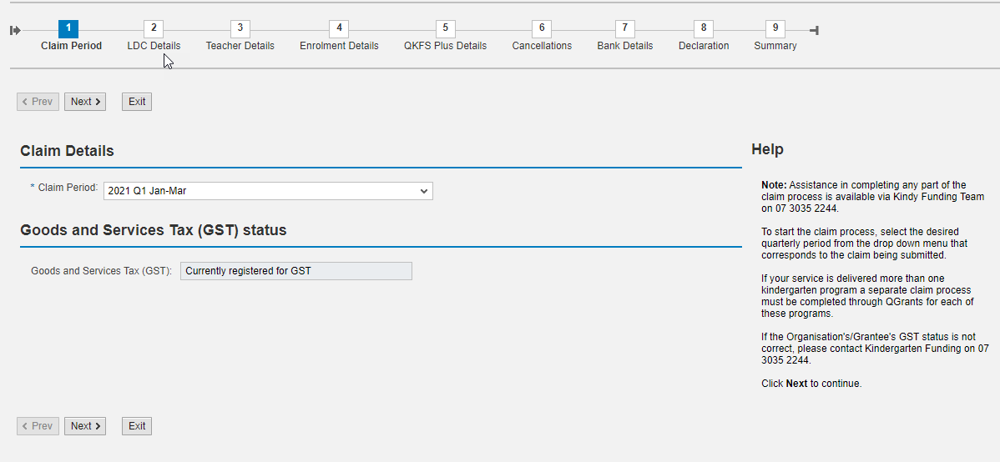 1 2 3 4 5 6 7 8 9
Claim Period LDC Details Teacher Details Enrolment Details QKFS Plus Details Cancellations Bank Details Declaration Summary
Prev Next Exit
Claim Details
* Claim Period: 2021 Q1 Jan-Mar
Goods and Services Tax (GST) status
Goods and Services Tax (GST): Currently registered for GST
Help
Note: Assistance in completing any part of the
claim process is available via Kindy Funding Team
on 07 3035 2244.
To start the claim process, select the desired
quarterly period from the drop down menu that
corresponds to the claim being submitted.
If your service is delivered more than one
kindergarten program a separate claim process
must be completed through QGrants for each of
these programs.
If the Organisation's/Grantee's GST status is not
correct, please contact Kindergarten Funding on 07
3035 2244.
Click Next to continue.
Prev Next Exit